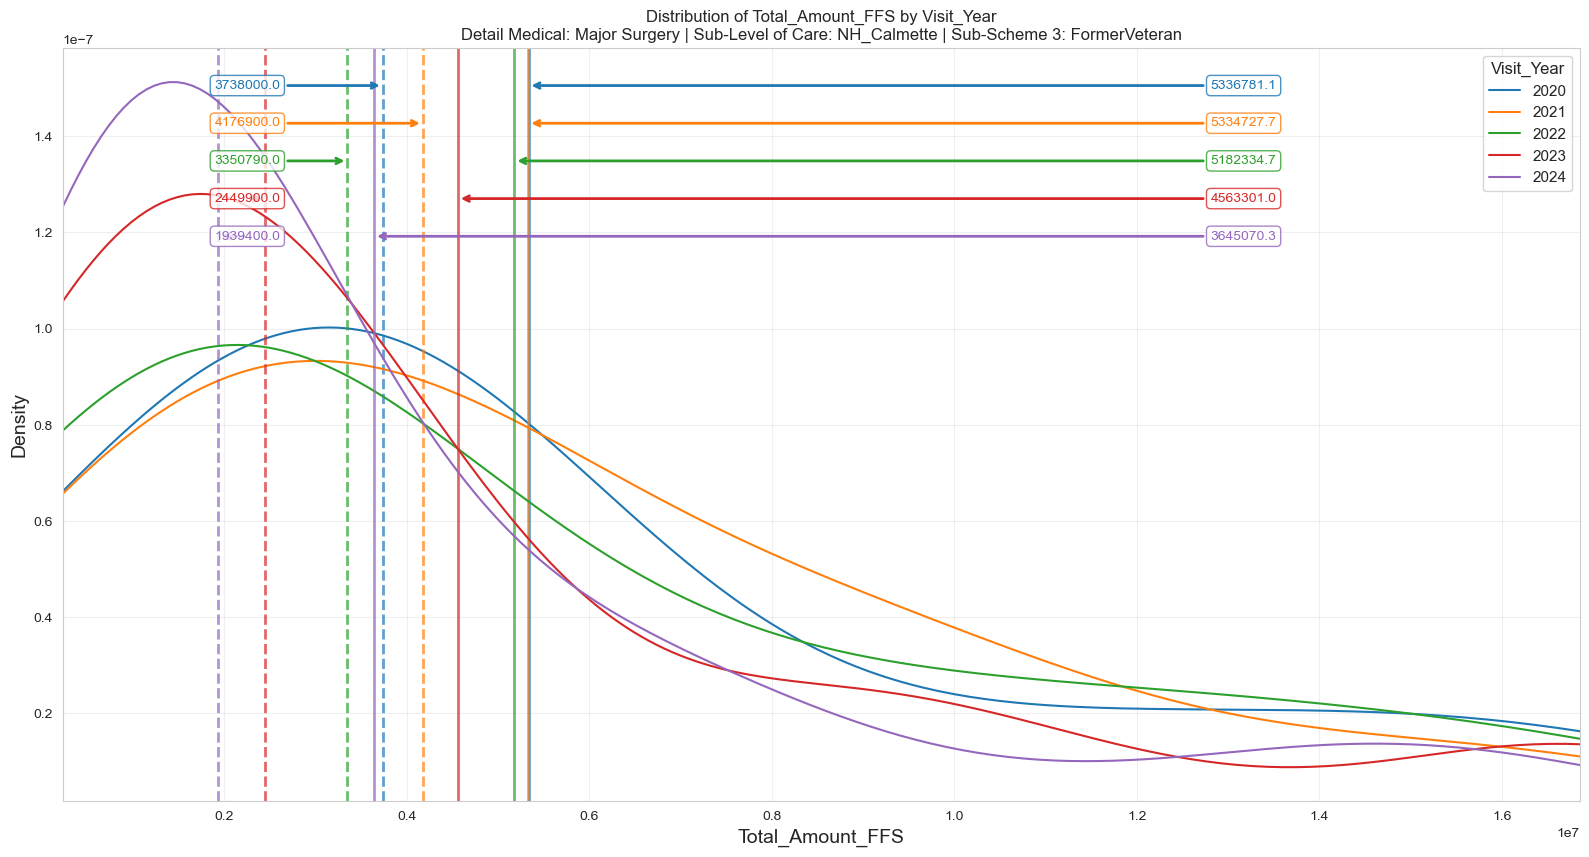 Distribution of Total_Amount_FFS by Visit_Year
Detail Medical: Major Surgery | Sub-Level of Care: NH_Calmette | Sub-Scheme 3: FormerVeteran
1e−7
Visit_Year
2020
2021
2022
2023
2024
3738000.0
5336781.1
4176900.0
5334727.7
3350790.0
5182334.7
2449900.0
4563301.0
1939400.0
3645070.3
1.4
1.2
1.0
0.8
0.6
0.4
0.2
Density
0.2 0.4 0.6 0.8 1.0 1.2 1.4 1.6
1e7
Total_Amount_FFS